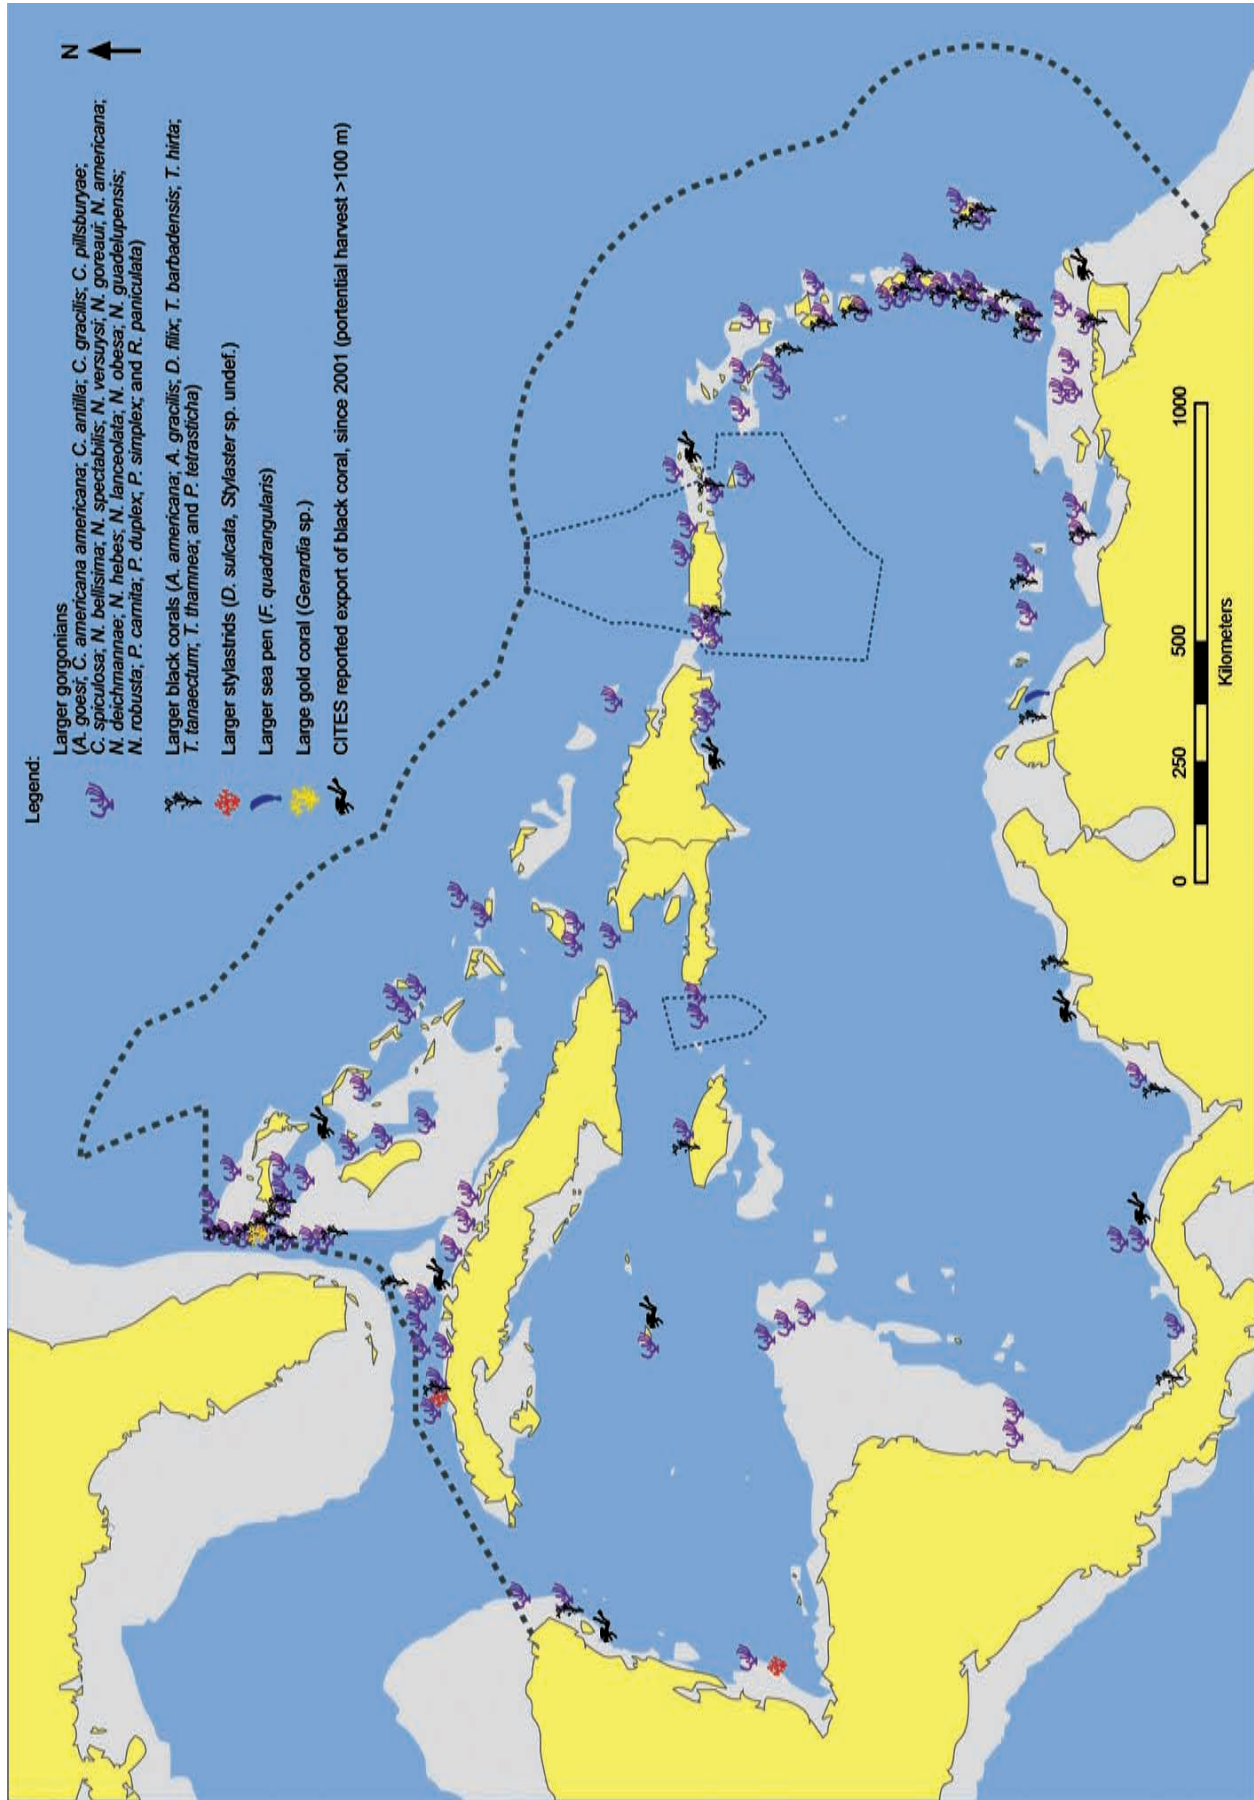 N
Legend:
Larger gorgonians
(A. goesi; C. americana americana; C. antilla; C. gracilis; C. pillsburyae;
C. spiculosa; N. bellisima; N. spectabilis; N. versuysi; N. goreaui; N. americana;
N. deichmannae; N. hebes; N. lanceolata; N. obesa; N. guadelupensis;
N. robusta; P. carnita; P. duplex; P. simplex; and R. paniculata)
Larger black corals (A. americana; A. gracilis; D. filix; T. barbadensis; T. hirta;
T. tanaectum; T. thamnea; and P. tetrasticha)
Larger stylastrids (D. sulcata, Stylaster sp. undef.)
Larger sea pen (F. quadrangularis)
Large gold coral (Gerardia sp.)
CITES reported export of black coral, since 2001 (portential harvest >100 m)
0 250 500 1000
Kilometers